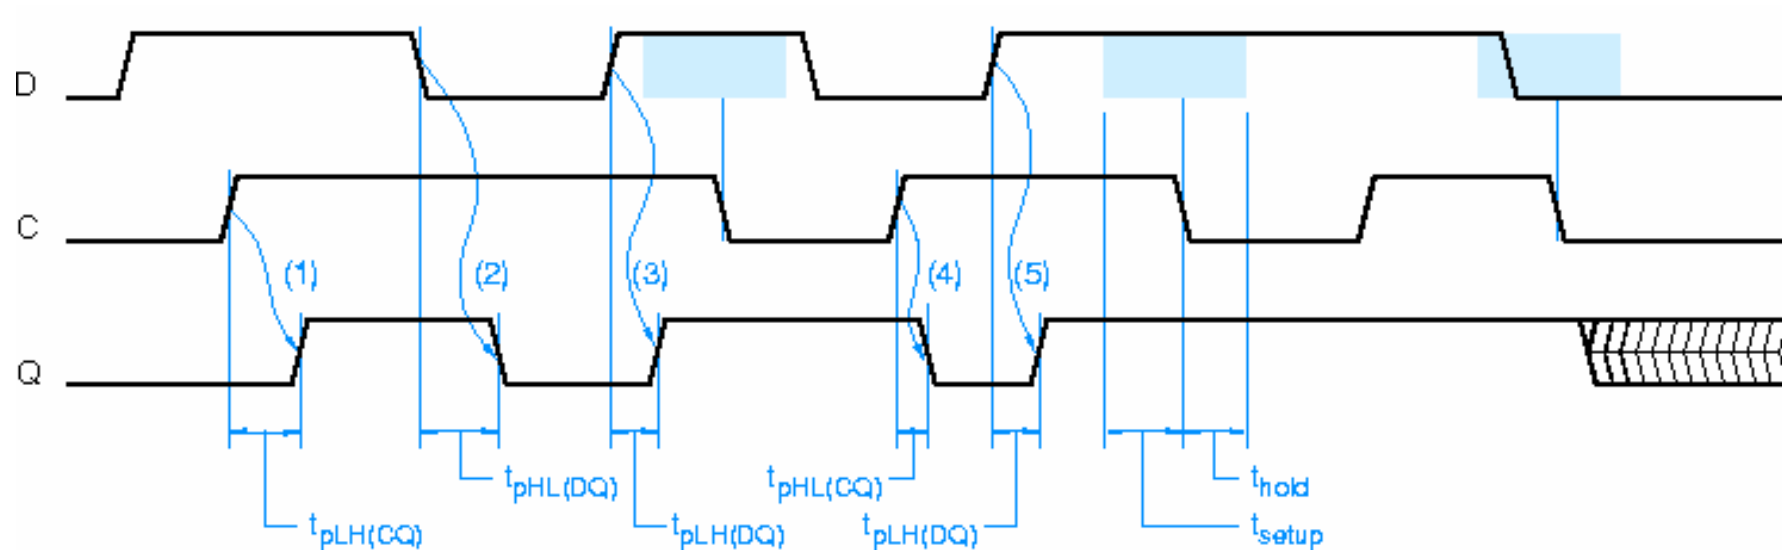 D
C
(1) (2) (3) (4) (5)
Q
tpHL(DQ) tpHL(CQ) thold
tpLH(CQ) tpLH(DQ) tpLH(DQ) tsetup